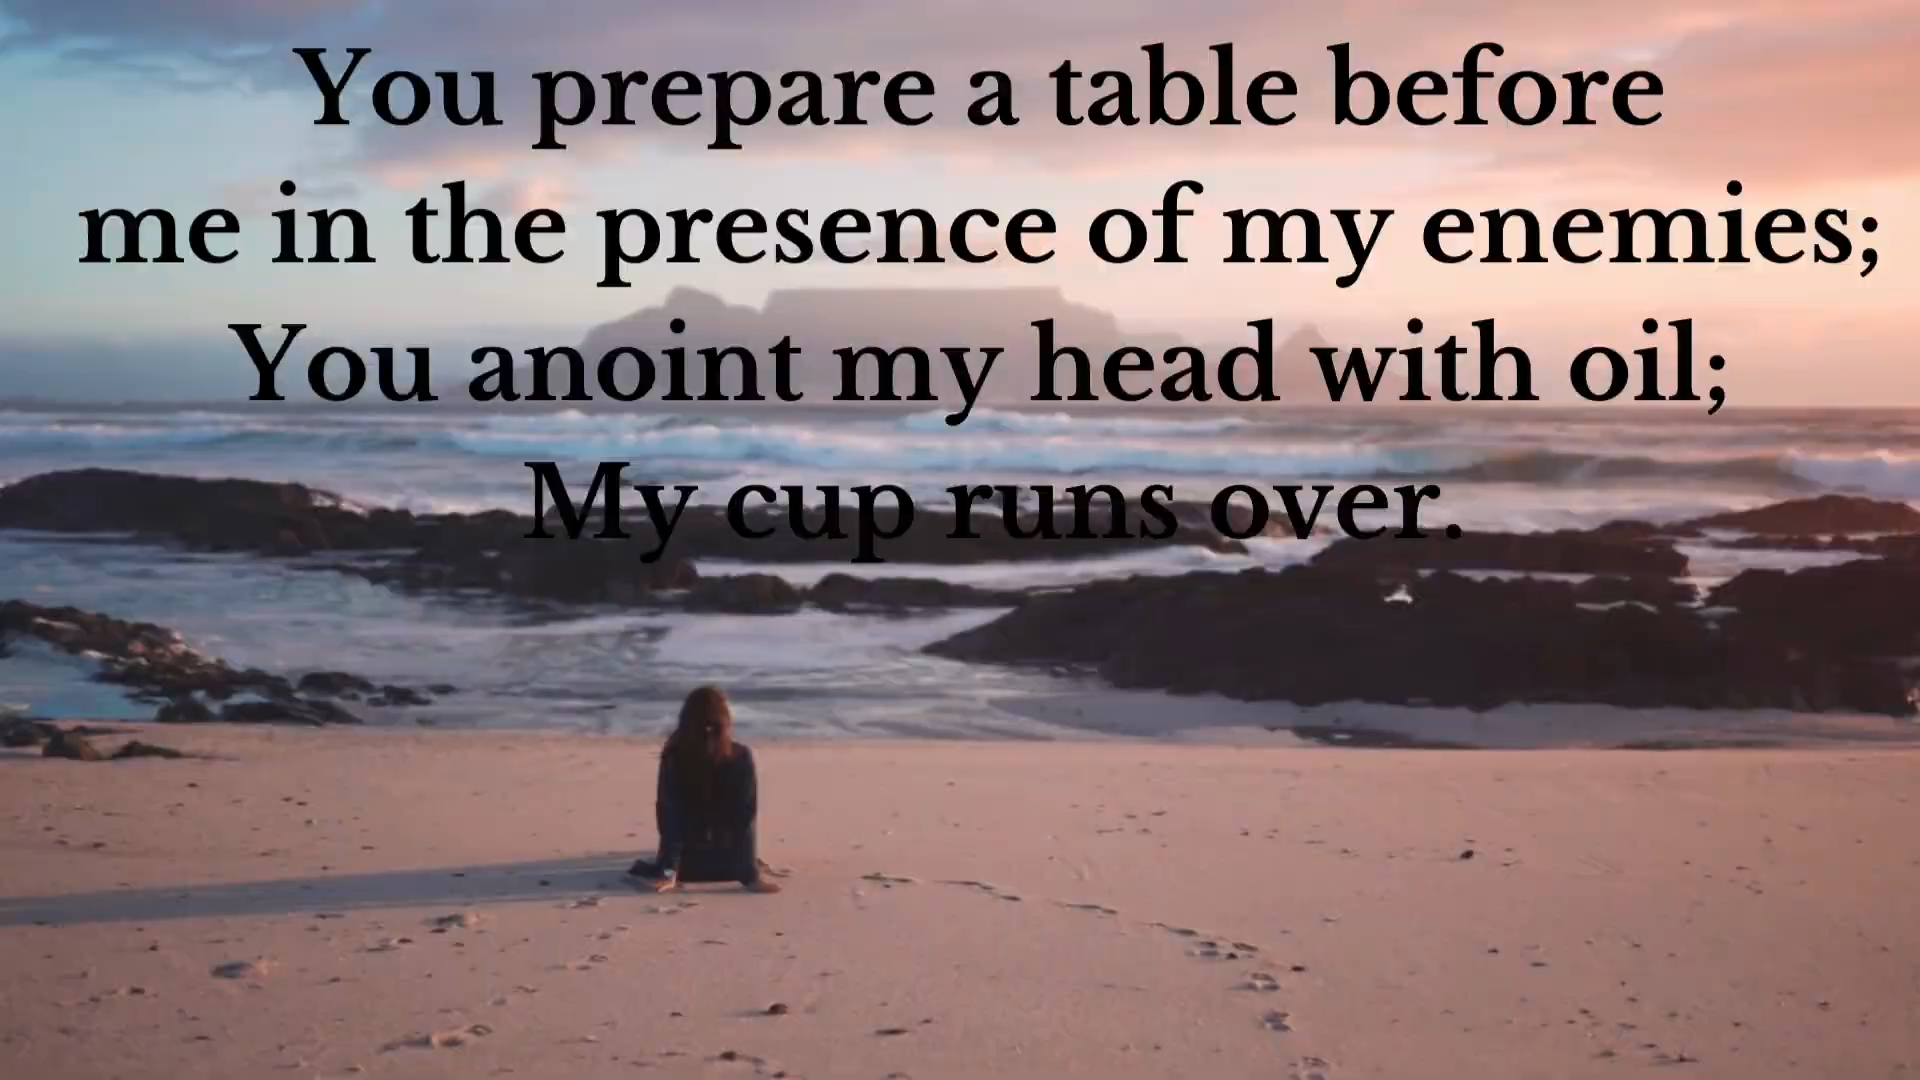 You prepare a table before
me in the presence of my enemies;
You anoint my head with oil;
My cup runs over.